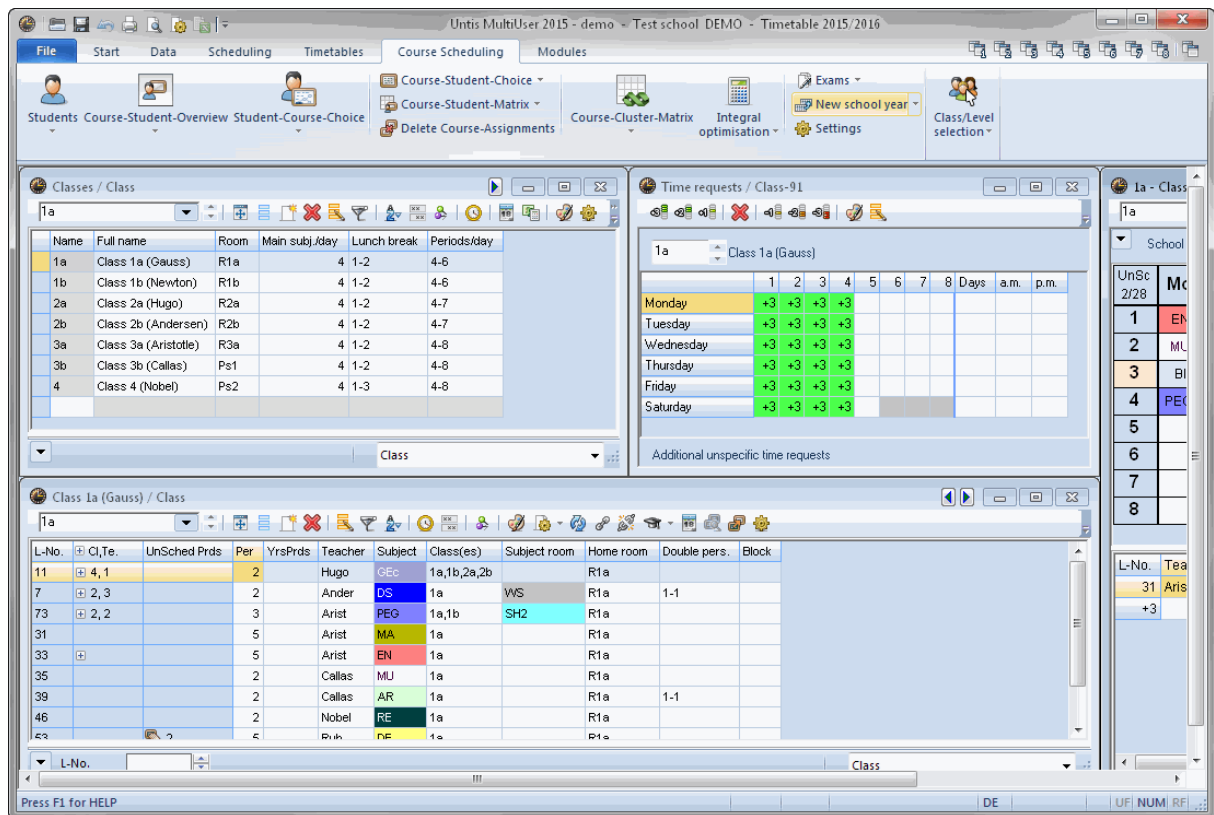 Untis MultiUser 2015 - demo - Test school DEMO - Timetable 2015/2016
File Start Data Scheduling Timetables Course Scheduling Modules
Students Course-Student-Overview Student-Course-Choice
Course-Student-Choice
Course-Student-Matrix
Delete Course-Assignments
Course-Cluster-Matrix
Integral
optimisation
Exams
New school year
Settings
Class/Level
selection
Classes / Class
1a
Name Full name Room Main subj./day Lunch break Periods/day
1a Class 1a (Gauss) R1a 4 1-2 4-6
1b Class 1b (Newton) R1b 4 1-2 4-6
2a Class 2a (Hugo) R2a 4 1-2 4-7
2b Class 2b (Andersen) R2b 4 1-2 4-7
3a Class 3a (Aristotle) R3a 4 1-2 4-8
3b Class 3b (Callas) Ps1 4 1-2 4-8
4 Class 4 (Nobel) Ps2 4 1-3 4-8
Class
Time requests / Class-91
1a Class 1a (Gauss)
1 2 3 4 5 6 7 8 Days a.m. p.m.
Monday +3 +3 +3 +3
Tuesday +3 +3 +3 +3
Wednesday +3 +3 +3 +3
Thursday +3 +3 +3 +3
Friday +3 +3 +3 +3
Saturday +3 +3 +3 +3
Additional unspecific time requests
1a - Class
1a
School
UnSc
2/28
1
2 MU
3 BI
4 PEG
5
6
7
8
L-No. Tea
31 Aris
+3
Class 1a (Gauss) / Class
1a
L-No. Cl,Te. UnSched Prds Per YrsPrds Teacher Subject Class(es) Subject room Home room Double pers. Block
11 4, 1 2 Hugo GEc 1a,1b,2a,2b R1a
7 2, 3 2 Ander DS 1a WS R1a 1-1
73 2, 2 3 Arist PEG 1a,1b SH2 R1a
31 5 Arist MA 1a R1a
33 5 Arist EN 1a R1a
35 2 Callas MU 1a R1a
39 2 Callas AR 1a R1a 1-1
46 2 Nobel RE 1a R1a
53 2 5 Rub DE 1a R1a
L-No.
Class
Press F1 for HELP
DE
UF NUM RF